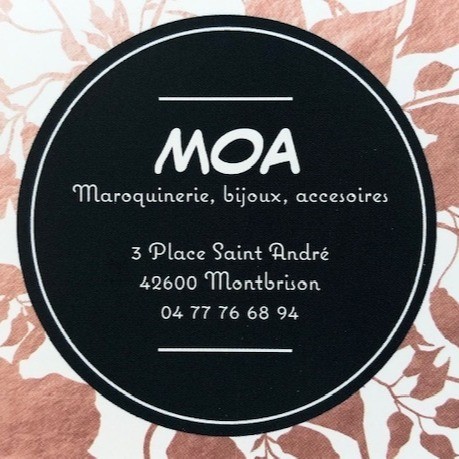 MOA
Maroquinerie, bijoux, accesoires
3 Place Saint André
42600 Montbrison
04 77 76 68 94